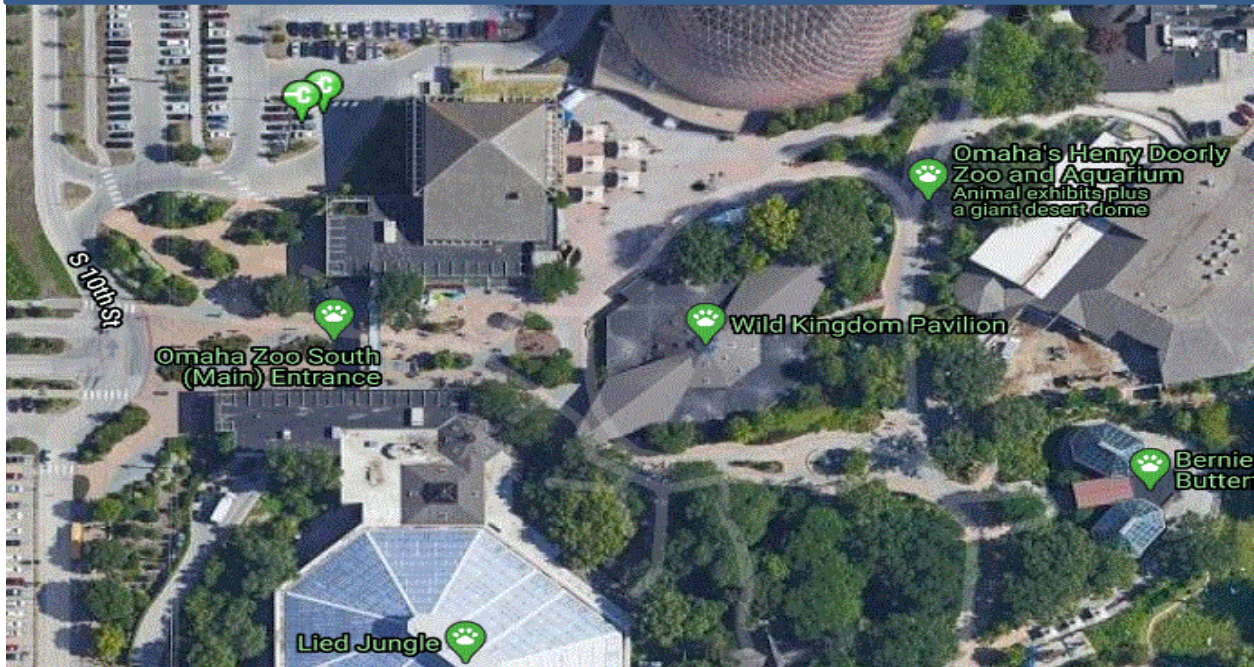 C
C
Omaha's Henry Doorly
Zoo and Aquarium
Animal exhibits plus
a giant desert dome
S 10th St
Wild Kingdom Pavilion
Omaha Zoo South
(Main) Entrance
Bernie
Butterf
Lied Jungle